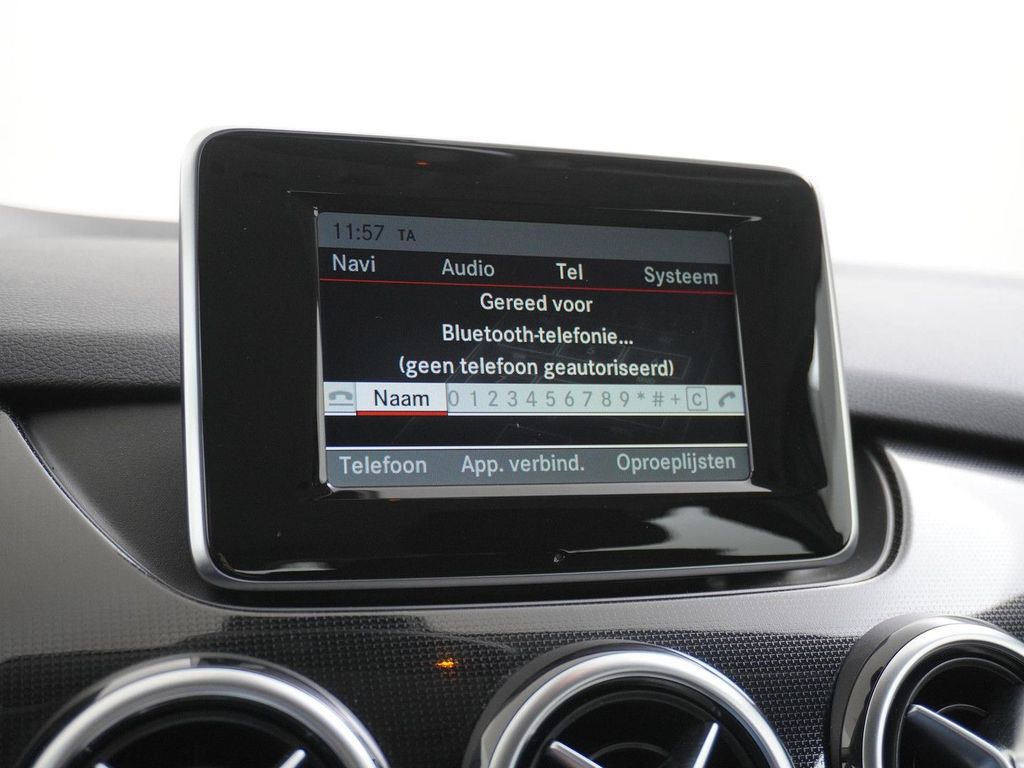 11:57 TA
Navi Audio Tel Systeem
Gereed voor
Bluetooth-telefonie...
(geen telefoon geautoriseerd)
Naam 0 1 2 3 4 5 6 7 8 9 * # + C
Telefoon App. verbind. Oproeplijsten